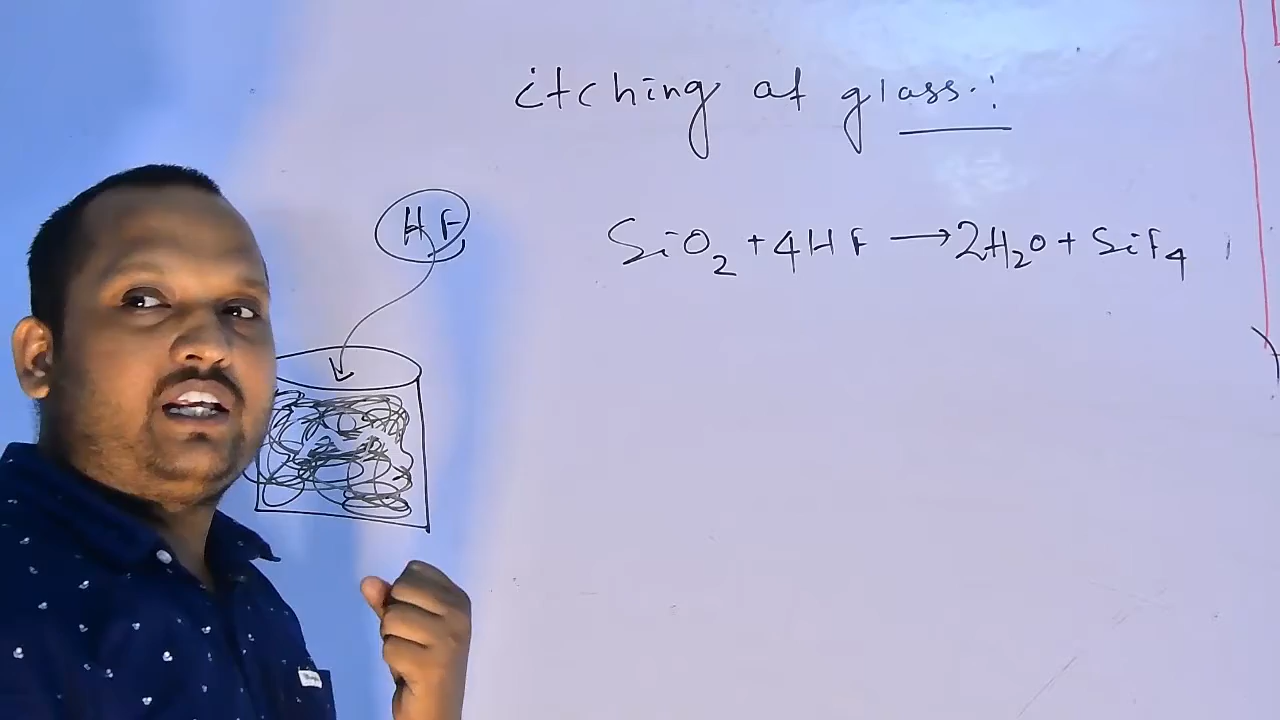 itching of glass:
HF
SiO₂ + 4HF → 2H₂O + SiF₄